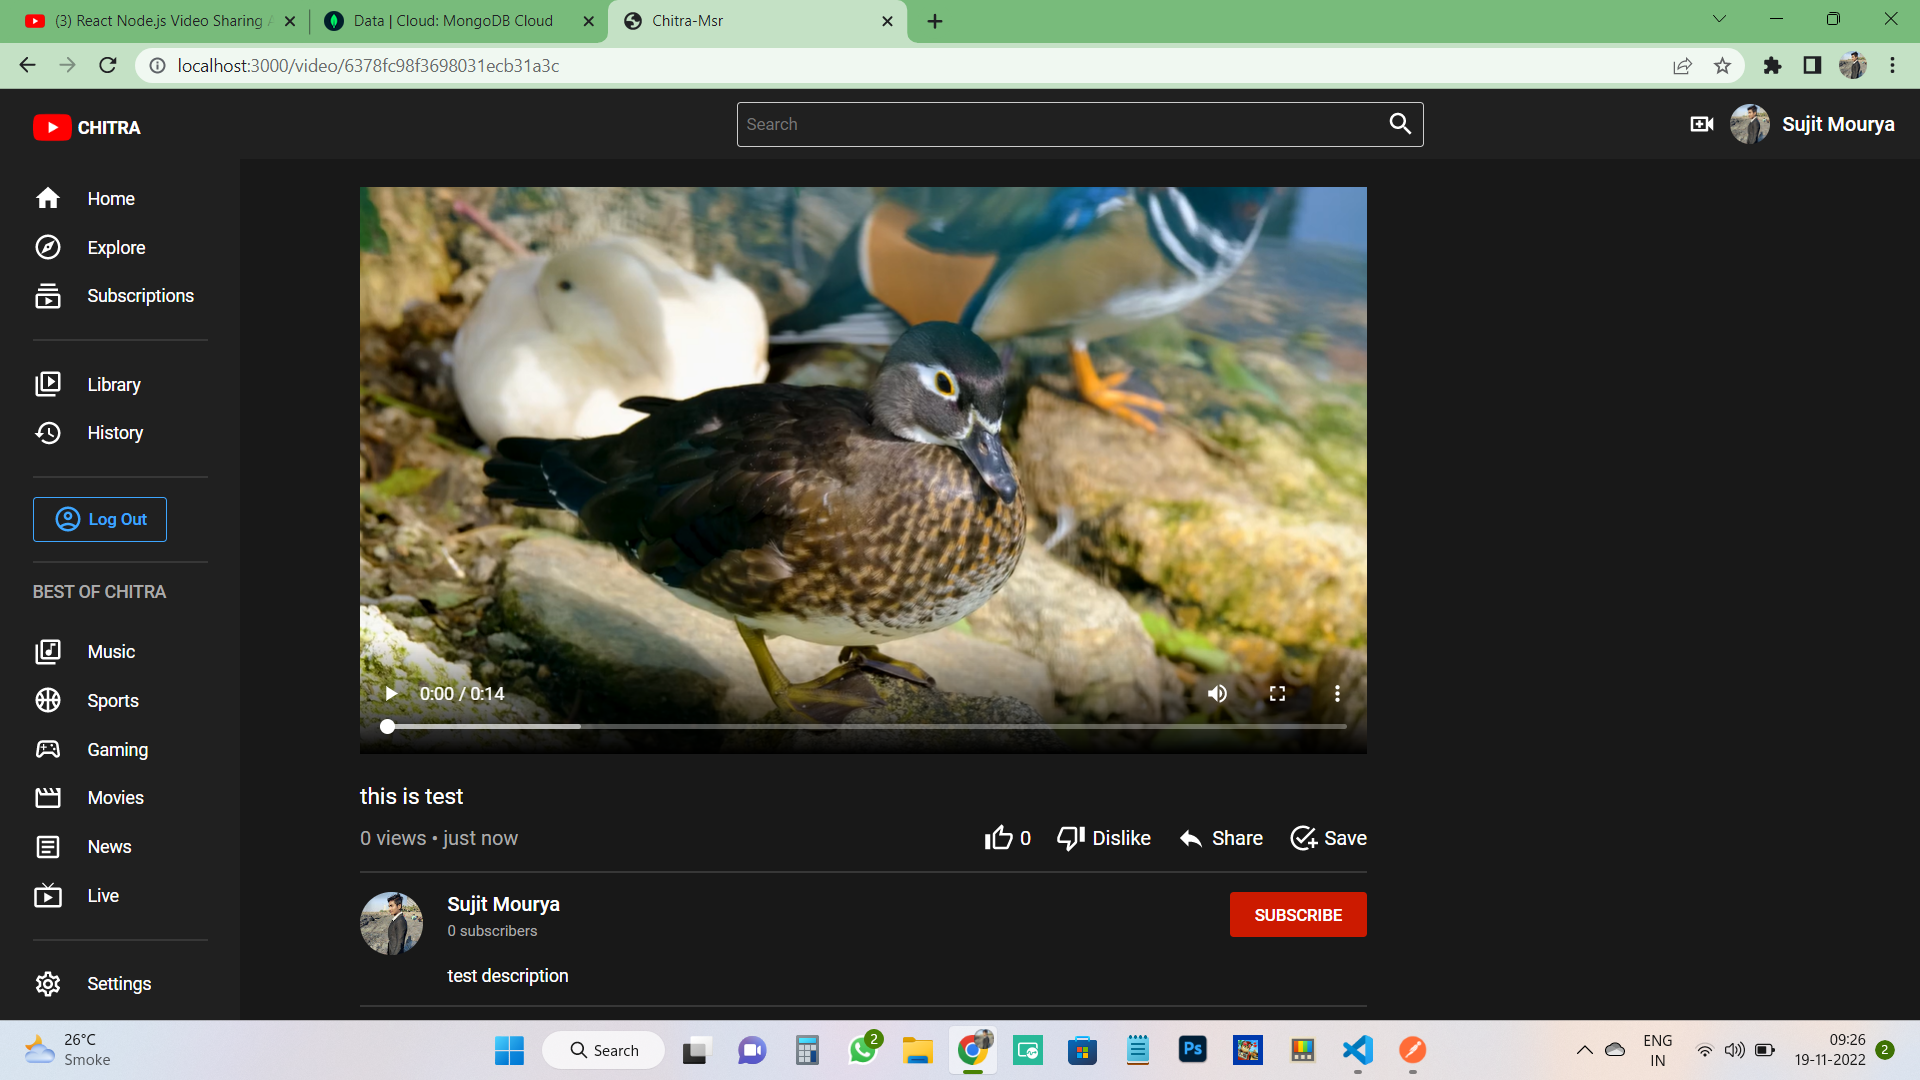 (3) React Node.js Video Sharing
Data | Cloud: MongoDB Cloud
Chitra-Msr
localhost:3000/video/6378fc98f3698031ecb31a3c
CHITRA
Search
Sujit Mourya
Home
Explore
Subscriptions
Library
History
Log Out
BEST OF CHITRA
Music
Sports
Gaming
Movies
News
Live
Settings
0:00 / 0:14
this is test
0 views • just now
0
Dislike
Share
Save
Sujit Mourya
0 subscribers
SUBSCRIBE
test description
26°C
Smoke
Search
2
Ps
ENG
IN
09:26
19-11-2022
2